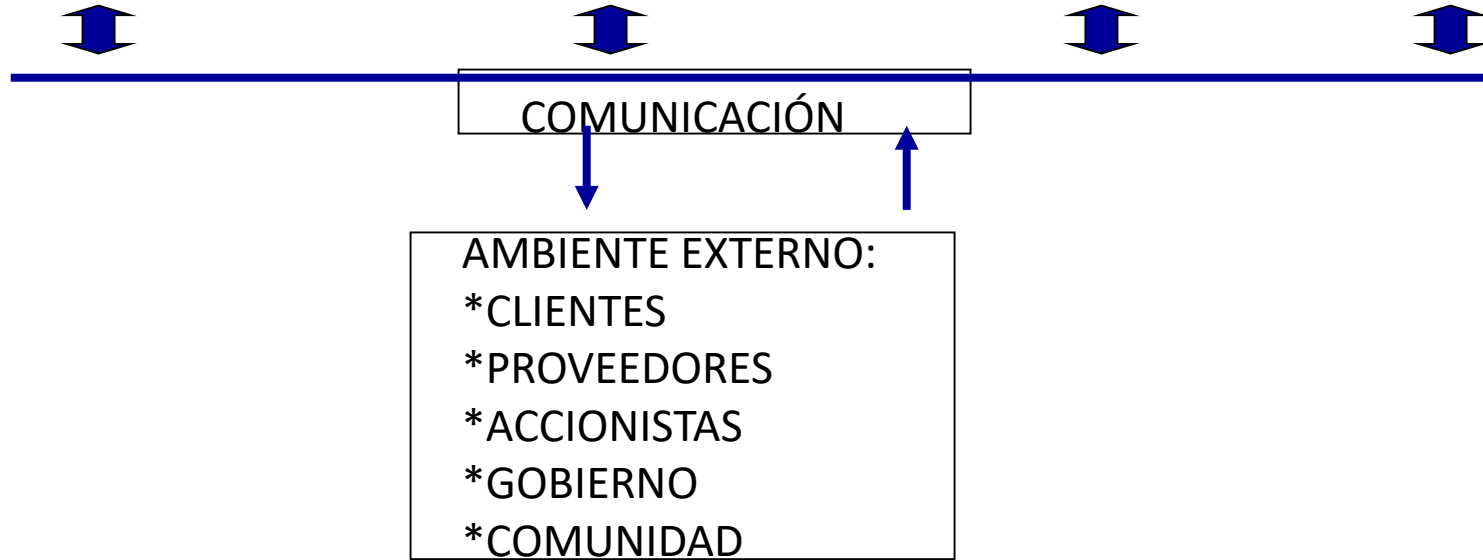 COMUNICACIÓN
AMBIENTE EXTERNO:
*CLIENTES
*PROVEEDORES
*ACCIONISTAS
*GOBIERNO
*COMUNIDAD